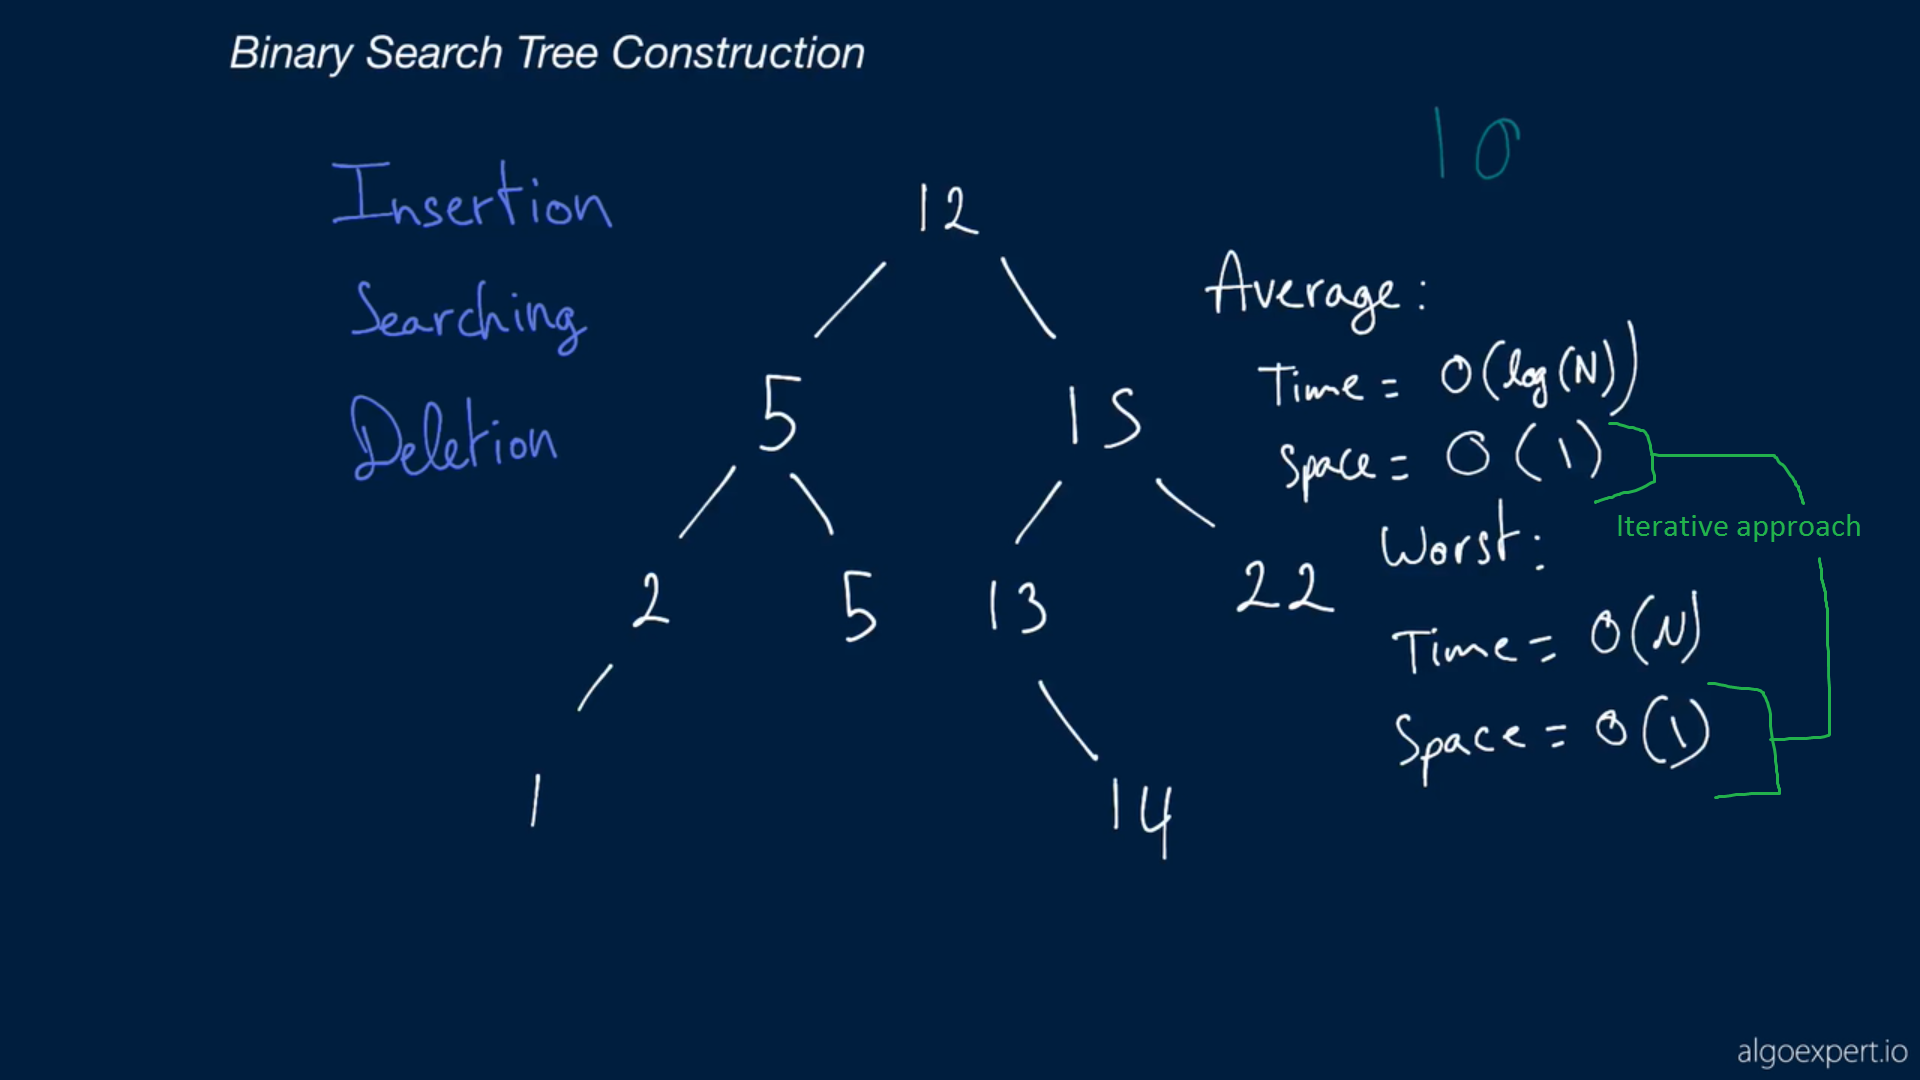 Binary Search Tree Construction
10
Insertion
Searching
Deletion
12
5 15
2 5 13 22
1 14
Average:
Time = O(log(N))
Space = O(1)
Iterative approach
Worst:
Time = O(N)
Space = O(1)
algoexpert.io